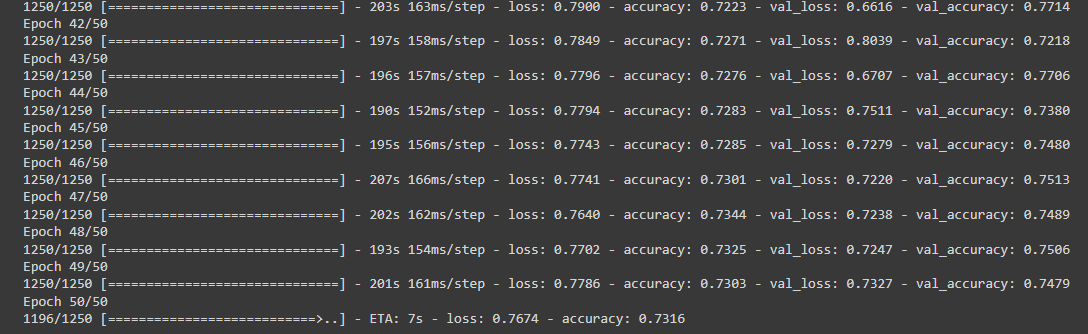 1250/1250 [==============================] - 203s 163ms/step - loss: 0.7900 - accuracy: 0.7223 - val_loss: 0.6616 - val_accuracy: 0.7714
Epoch 42/50
1250/1250 [==============================] - 197s 158ms/step - loss: 0.7849 - accuracy: 0.7271 - val_loss: 0.8039 - val_accuracy: 0.7218
Epoch 43/50
1250/1250 [==============================] - 196s 157ms/step - loss: 0.7796 - accuracy: 0.7276 - val_loss: 0.6707 - val_accuracy: 0.7706
Epoch 44/50
1250/1250 [==============================] - 190s 152ms/step - loss: 0.7794 - accuracy: 0.7283 - val_loss: 0.7511 - val_accuracy: 0.7380
Epoch 45/50
1250/1250 [==============================] - 195s 156ms/step - loss: 0.7743 - accuracy: 0.7285 - val_loss: 0.7279 - val_accuracy: 0.7480
Epoch 46/50
1250/1250 [==============================] - 207s 166ms/step - loss: 0.7741 - accuracy: 0.7301 - val_loss: 0.7220 - val_accuracy: 0.7513
Epoch 47/50
1250/1250 [==============================] - 202s 162ms/step - loss: 0.7640 - accuracy: 0.7344 - val_loss: 0.7238 - val_accuracy: 0.7489
Epoch 48/50
1250/1250 [==============================] - 193s 154ms/step - loss: 0.7702 - accuracy: 0.7325 - val_loss: 0.7247 - val_accuracy: 0.7506
Epoch 49/50
1250/1250 [==============================] - 201s 161ms/step - loss: 0.7786 - accuracy: 0.7303 - val_loss: 0.7327 - val_accuracy: 0.7479
Epoch 50/50
1196/1250 [===========================>..] - ETA: 7s - loss: 0.7674 - accuracy: 0.7316